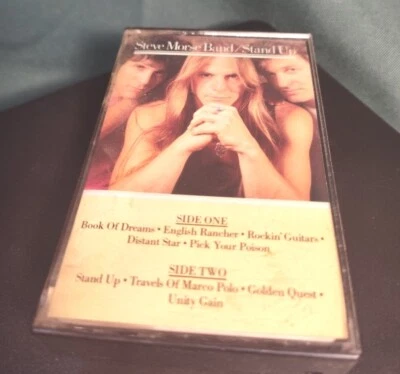 Steve Morse Band/Stand Up
SIDE ONE
Book Of Dreams • English Rancher • Rockin' Guitars •
Distant Star • Pick Your Poison
SIDE TWO
Stand Up • Travels Of Marco Polo • Golden Quest •
Unity Gain